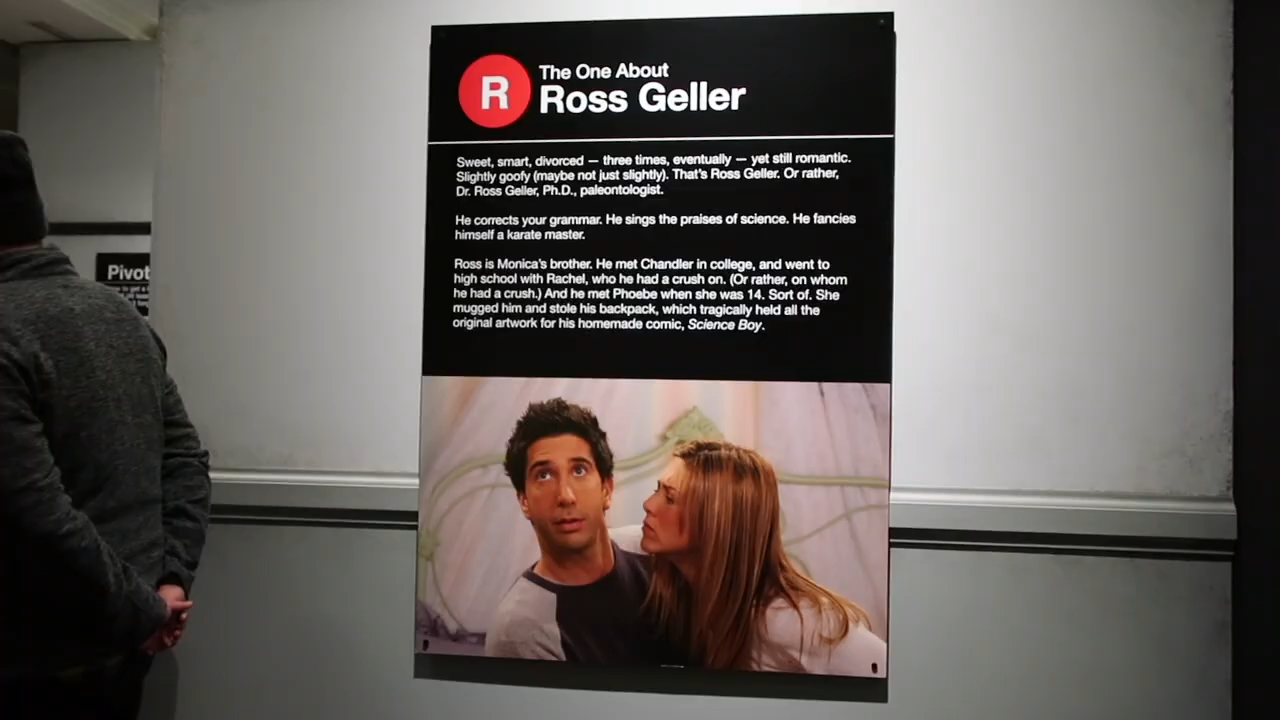 R
The One About
Ross Geller
Sweet, smart, divorced — three times, eventually — yet still romantic.
Slightly goofy (maybe not just slightly). That's Ross Geller. Or rather,
Dr. Ross Geller, Ph.D., paleontologist.
He corrects your grammar. He sings the praises of science. He fancies
himself a karate master.
Ross is Monica's brother. He met Chandler in college, and went to
high school with Rachel, who he had a crush on. (Or rather, on whom
he had a crush.) And he met Phoebe when she was 14. Sort of. She
mugged him and stole his backpack, which tragically held all the
original artwork for his homemade comic, Science Boy.
Pivot